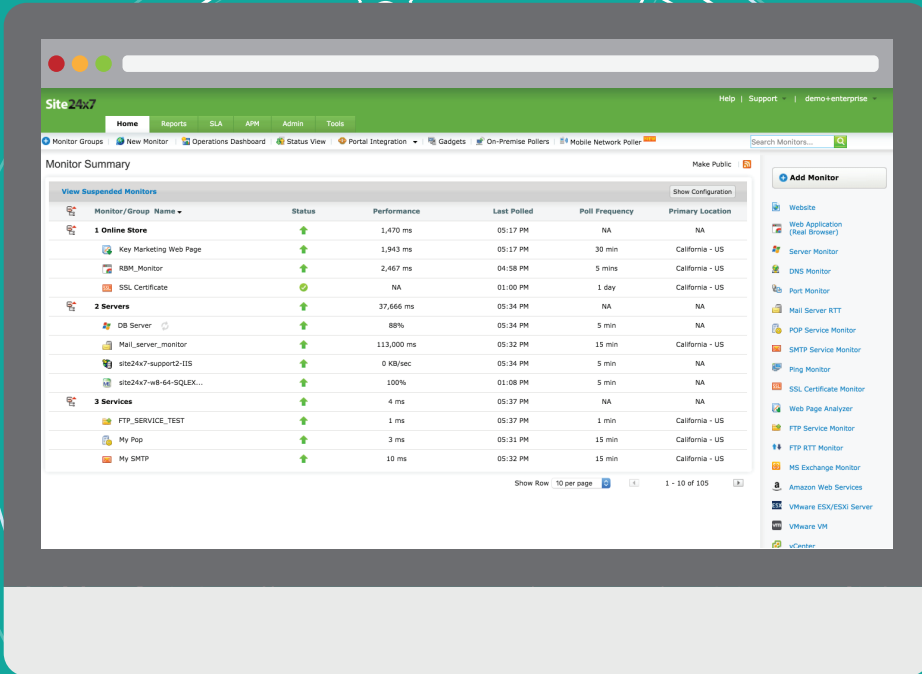 Help | Support | demo+enterprise
Site24x7
Home Reports SLA APM Admin Tools
Monitor Groups New Monitor Operations Dashboard Status View Portal Integration Gadgets On-Premise Pollers Mobile Network Poller Search Monitors...
Monitor Summary Make Public
View Suspended Monitors Show Configuration
Monitor/Group Name Status Performance Last Polled Poll Frequency Primary Location
1 Online Store 1,470 ms 05:17 PM NA NA
Key Marketing Web Page 1,943 ms 05:17 PM 30 min California - US
RBM_Monitor 2,467 ms 04:58 PM 5 mins California - US
SSL Certificate NA 01:00 PM 1 day California - US
2 Servers 37,666 ms 05:34 PM NA NA
DB Server 88% 05:34 PM 5 min NA
Mail_server_monitor 113,000 ms 05:32 PM 15 min California - US
site24x7-support2-IIS 0 KB/sec 05:34 PM 5 min NA
site24x7-w8-64-SQLEX... 100% 01:08 PM 5 min NA
3 Services 4 ms 05:37 PM NA NA
FTP_SERVICE_TEST 1 ms 05:37 PM 1 min California - US
My Pop 3 ms 05:31 PM 15 min California - US
My SMTP 10 ms 05:32 PM 15 min California - US
Show Row 10 per page 1 - 10 of 105
Add Monitor
Website
Web Application
(Real Browser)
Server Monitor
DNS Monitor
Port Monitor
Mail Server RTT
POP Service Monitor
SMTP Service Monitor
Ping Monitor
SSL Certificate Monitor
Web Page Analyzer
FTP Service Monitor
FTP RTT Monitor
MS Exchange Monitor
Amazon Web Services
VMware ESX/ESXi Server
VMware VM
vCenter